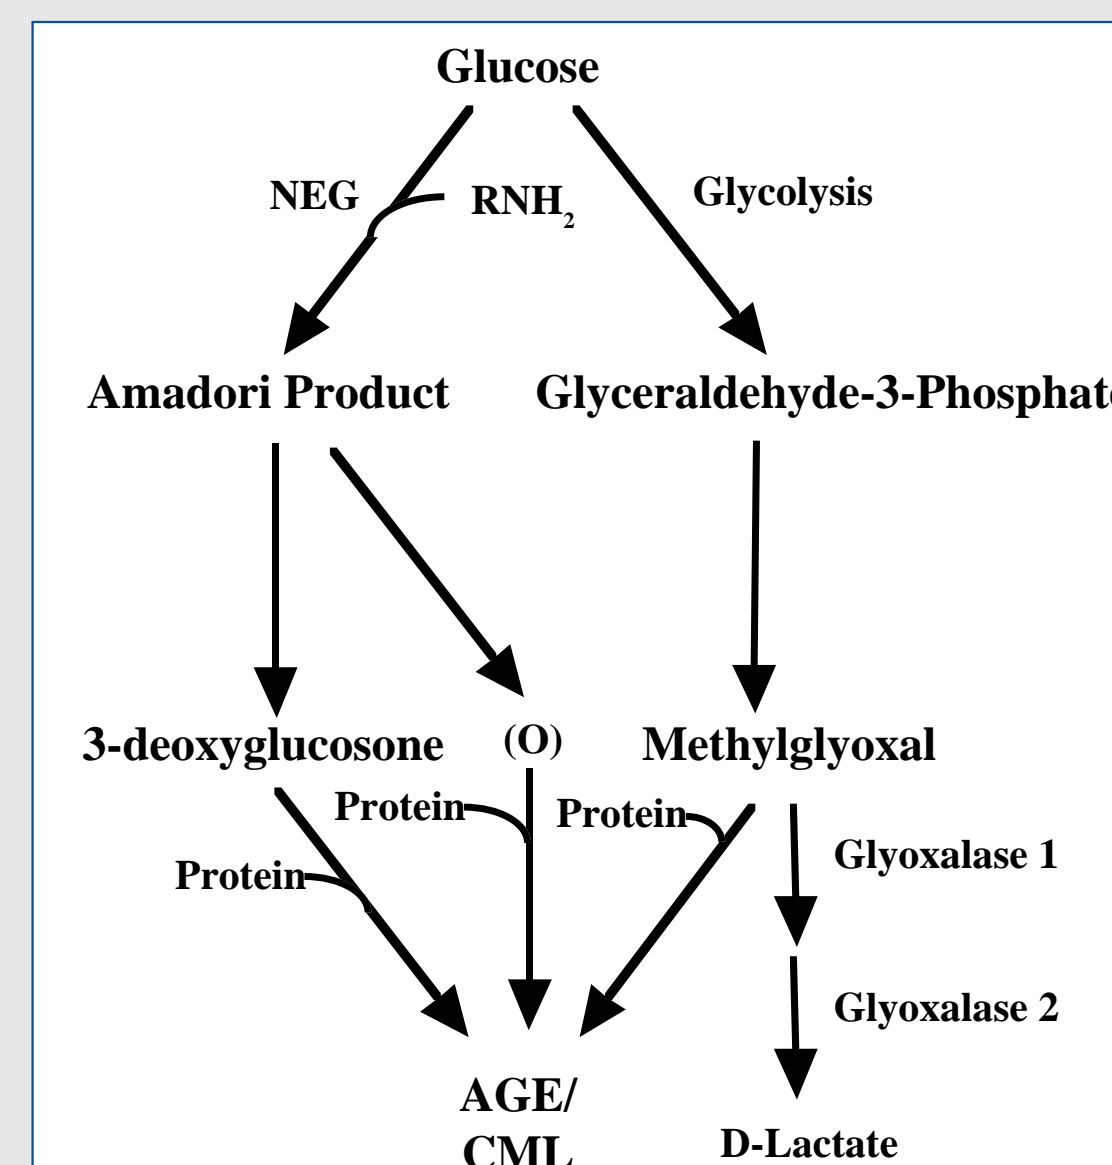 Glucose
NEG
RNH2
Glycolysis
Amadori Product
Glyceraldehyde-3-Phosphate
3-deoxyglucosone
(O)
Methylglyoxal
Protein
Protein
Glyoxalase 1
Protein
Glyoxalase 2
AGE/
CML
D-Lactate